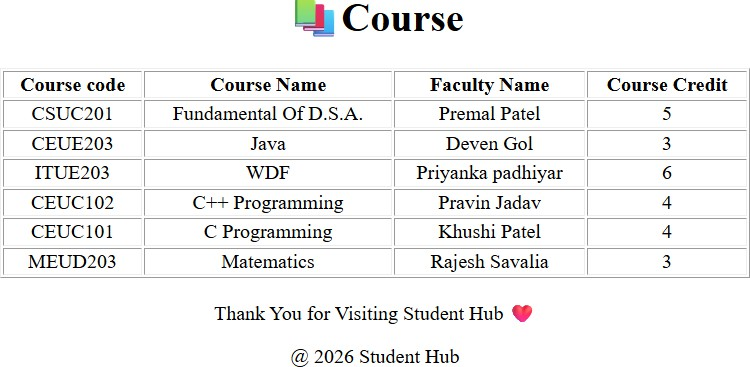 Course
Course code Course Name Faculty Name Course Credit
CSUC201 Fundamental Of D.S.A. Premal Patel 5
CEUE203 Java Deven Gol 3
ITUE203 WDF Priyanka padhiyar 6
CEUC102 C++ Programming Pravin Jadav 4
CEUC101 C Programming Khushi Patel 4
MEUD203 Matematics Rajesh Savalia 3
Thank You for Visiting Student Hub
@ 2026 Student Hub